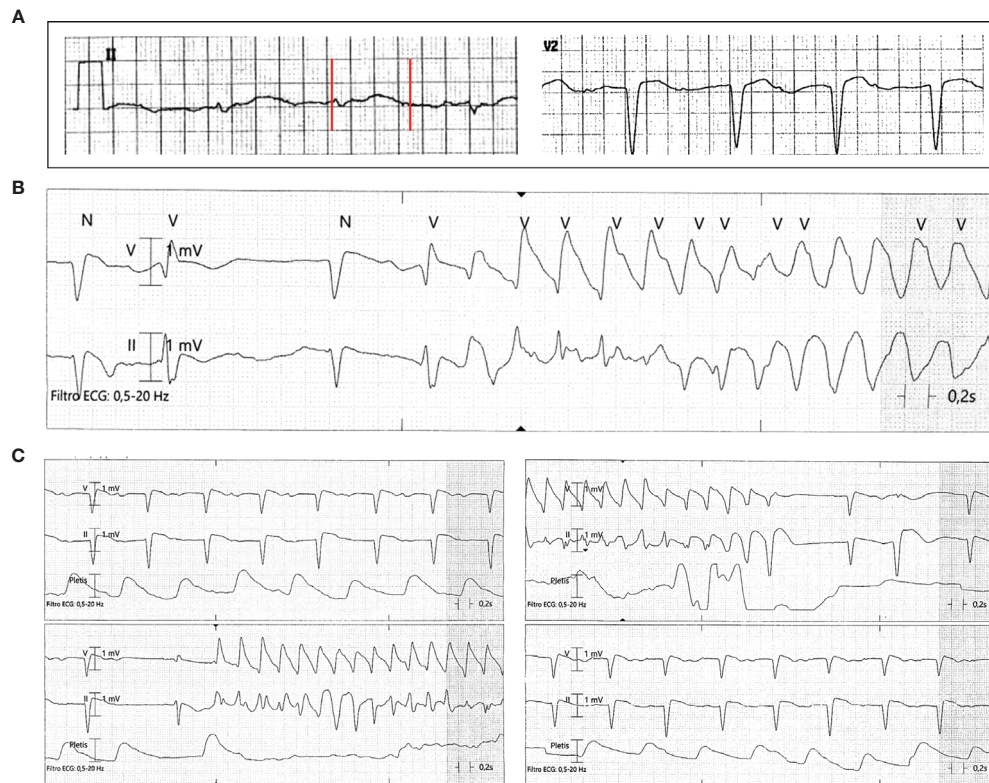 A
II
V2
B
N V N V V V V V V V V V V V
V 1 mV
II 1 mV
Filtro ECG: 0,5-20 Hz
0,2s
C
V 1 mV
II 1 mV
Pletis
Filtro ECG: 0,5-20 Hz
0,2s
V 1 mV
II 1 mV
Pletis
Filtro ECG: 0,5-20 Hz
0,2s
V 1 mV
II 1 mV
Pletis
Filtro ECG: 0,5-20 Hz
0,2s
V 1 mV
II 1 mV
Pletis
Filtro ECG: 0,5-20 Hz
0,2s